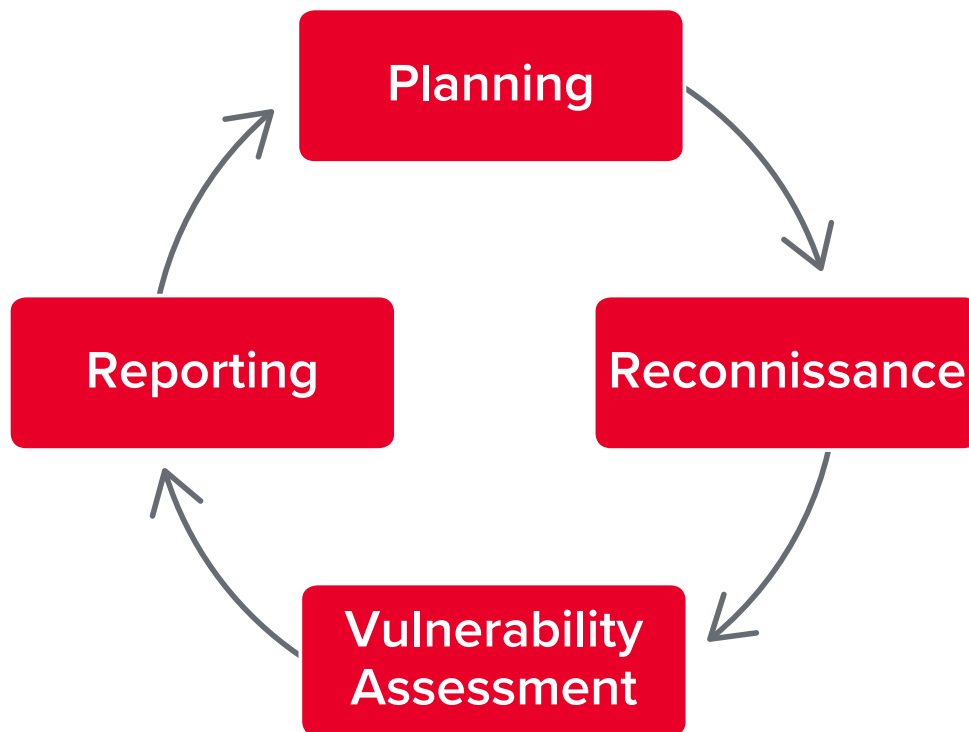 Planning
Reporting
Reconnissance
Vulnerability
Assessment